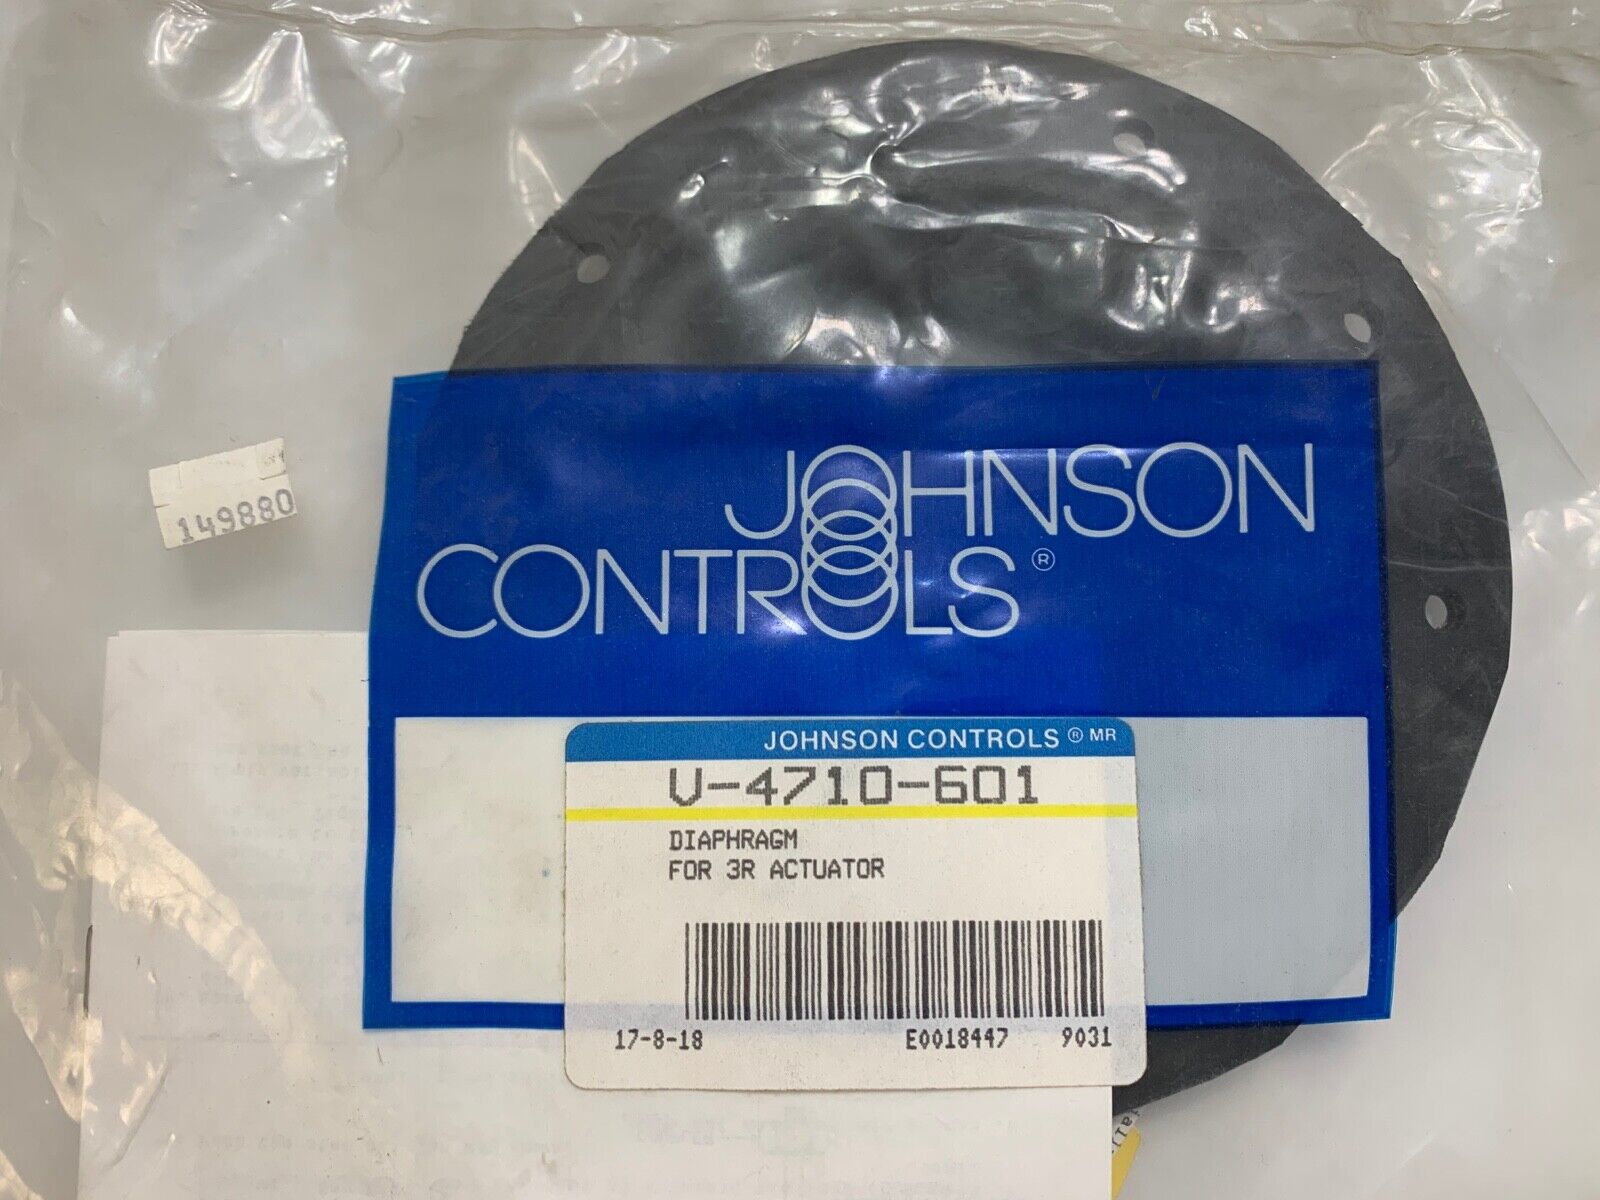 149880
JOHNSON
CONTROLS®
JOHNSON CONTROLS ® MR
V-4710-601
DIAPHRAGM
FOR 3R ACTUATOR
17-8-18 E0018447 9031